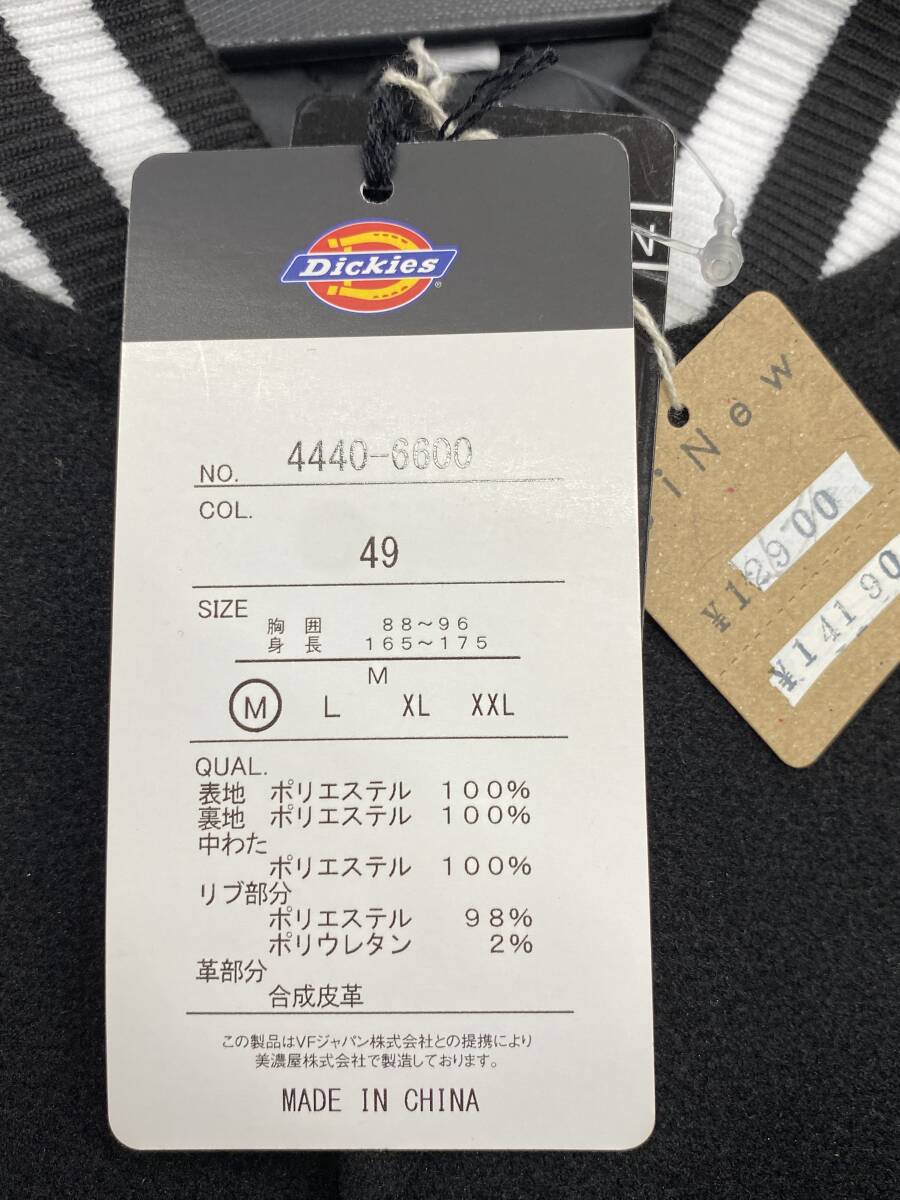 Dickies
®
NO. 4440-6600
COL.
49
SIZE
胸 囲 88～96
身 長 165～175
M
M L XL XXL
QUAL.
表地 ポリエステル 100%
裏地 ポリエステル 100%
中わた
ポリエステル 100%
リブ部分
ポリエステル 98%
ポリウレタン 2%
革部分
合成皮革
この製品はVFジャパン株式会社との提携により
美濃屋株式会社で製造しております。
MADE IN CHINA
iNew
¥12900
¥14190